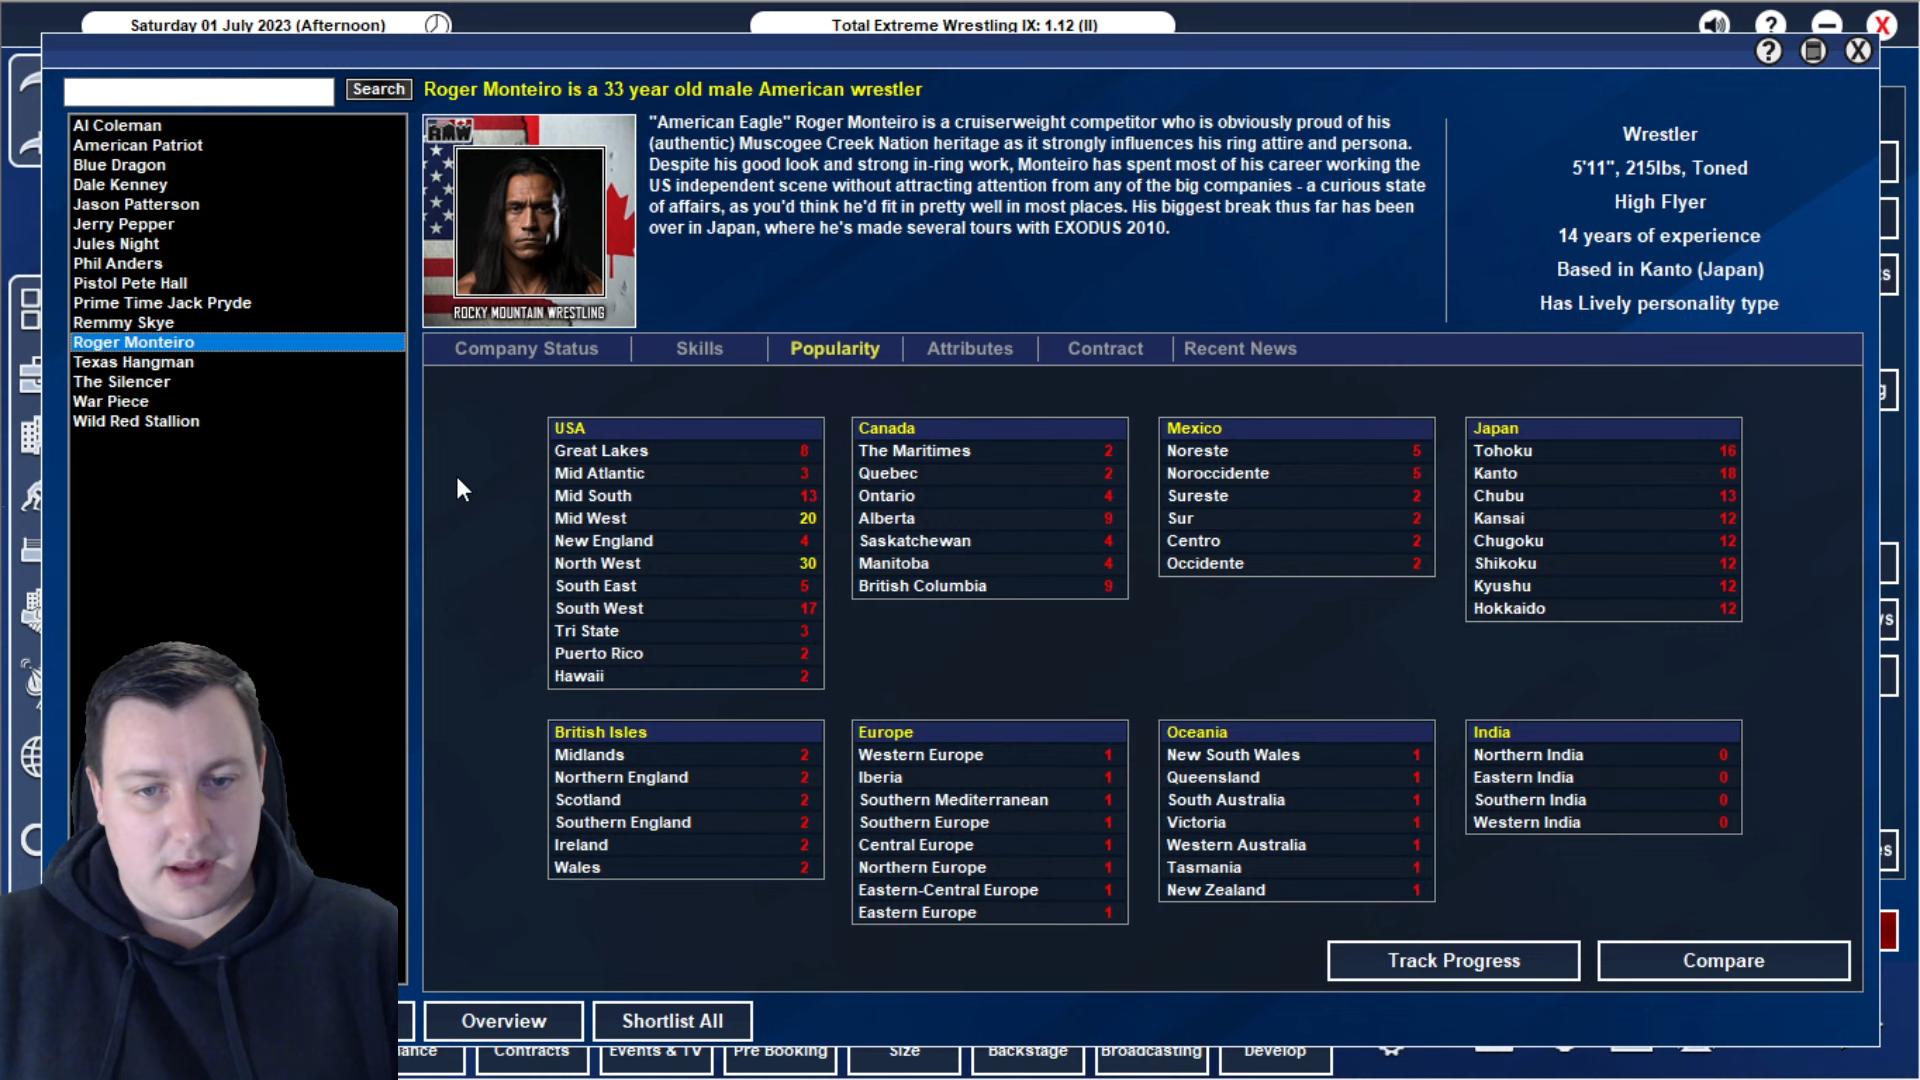 Saturday 01 July 2023 (Afternoon)
Total Extreme Wrestling IX: 1.12 (II)
Search
Roger Monteiro is a 33 year old male American wrestler
Al Coleman
American Patriot
Blue Dragon
Dale Kenney
Jason Patterson
Jerry Pepper
Jules Night
Phil Anders
Pistol Pete Hall
Prime Time Jack Pryde
Remmy Skye
Roger Monteiro
Texas Hangman
The Silencer
War Piece
Wild Red Stallion
ROCKY MOUNTAIN WRESTLING
"American Eagle" Roger Monteiro is a cruiserweight competitor who is obviously proud of his
(authentic) Muscogee Creek Nation heritage as it strongly influences his ring attire and persona.
Despite his good look and strong in-ring work, Monteiro has spent most of his career working the
US independent scene without attracting attention from any of the big companies - a curious state
of affairs, as you'd think he'd fit in pretty well in most places. His biggest break thus far has been
over in Japan, where he's made several tours with EXODUS 2010.
Wrestler
5'11", 215lbs, Toned
High Flyer
14 years of experience
Based in Kanto (Japan)
Has Lively personality type
Company Status Skills Popularity Attributes Contract Recent News
USA
Great Lakes 8
Mid Atlantic 3
Mid South 13
Mid West 20
New England 4
North West 30
South East 5
South West 17
Tri State 3
Puerto Rico 2
Hawaii 2
Canada
The Maritimes 2
Quebec 2
Ontario 4
Alberta 9
Saskatchewan 4
Manitoba 4
British Columbia 9
Mexico
Noreste 5
Noroccidente 5
Sureste 2
Sur 2
Centro 2
Occidente 2
Japan
Tohoku 16
Kanto 18
Chubu 13
Kansai 12
Chugoku 12
Shikoku 12
Kyushu 12
Hokkaido 12
British Isles
Midlands 2
Northern England 2
Scotland 2
Southern England 2
Ireland 2
Wales 2
Europe
Western Europe 1
Iberia 1
Southern Mediterranean 1
Southern Europe 1
Central Europe 1
Northern Europe 1
Eastern-Central Europe 1
Eastern Europe 1
Oceania
New South Wales 1
Queensland 1
South Australia 1
Victoria 1
Western Australia 1
Tasmania 1
New Zealand 1
India
Northern India 0
Eastern India 0
Southern India 0
Western India 0
Track Progress Compare
Overview Shortlist All
Contracts Events & TV Pre Booking Size Backstage Broadcasting Develop